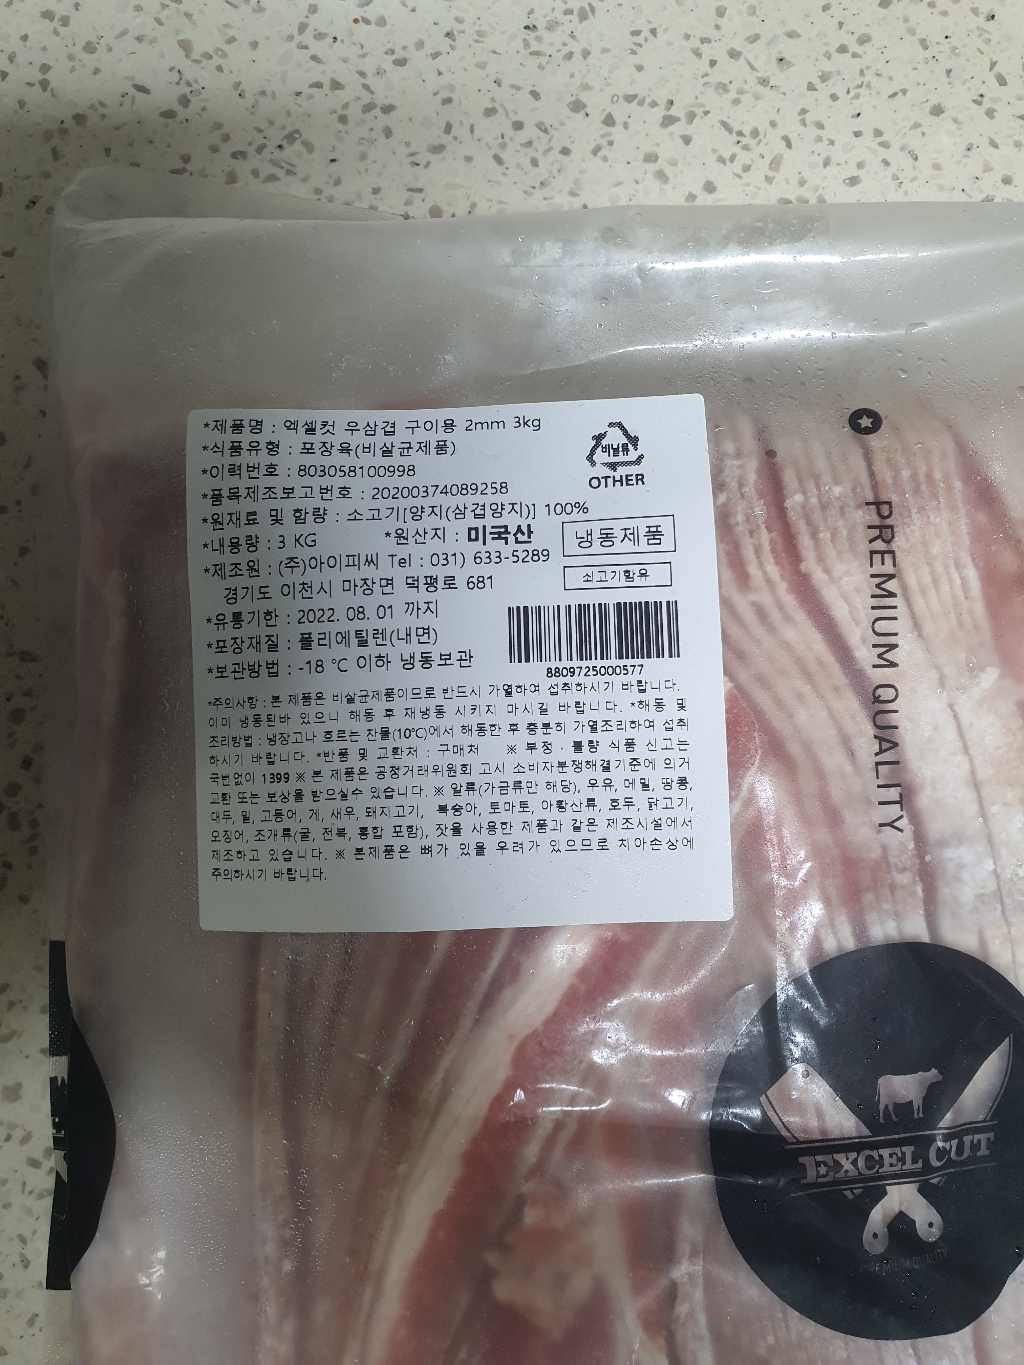 *제품명 : 엑셀컷 우삼겹 구이용 2mm 3kg
*식품유형 : 포장육(비살균제품)
*이력번호 : 803058100998
*품목제조보고번호 : 20200374089258
*원재료 및 함량 : 소고기[양지(삼겹양지)] 100%
*내용량 : 3 KG *원산지 : 미국산
*제조원 : (주)아이피씨 Tel : 031) 633-5289
경기도 이천시 마장면 덕평로 681
*유통기한 : 2022. 08. 01 까지
*포장재질 : 폴리에틸렌(내면)
*보관방법 : -18 ℃ 이하 냉동보관
비닐류
OTHER
냉동제품
쇠고기함유
8809725000577
*주의사항 : 본 제품은 비살균제품이므로 반드시 가열하여 섭취하시기 바랍니다.
이미 냉동된바 있으니 해동 후 재냉동 시키지 마시길 바랍니다. *해동 및
조리방법 : 냉장고나 흐르는 찬물(10℃)에서 해동한 후 충분히 가열조리하여 섭취
하시기 바랍니다. *반품 및 교환처 : 구매처 ※ 부정 · 불량 식품 신고는
국번없이 1399 ※ 본 제품은 공정거래위원회 고시 소비자분쟁해결기준에 의거
교환 또는 보상을 받으실수 있습니다. ※ 알류(가금류만 해당), 우유, 메밀, 땅콩,
대두, 밀, 고등어, 게, 새우, 돼지고기, 복숭아, 토마토, 아황산류, 호두, 닭고기,
오징어, 조개류(굴, 전복, 홍합 포함), 잣을 사용한 제품과 같은 제조시설에서
제조하고 있습니다. ※ 본제품은 뼈가 있을 우려가 있으므로 치아손상에
주의하시기 바랍니다.
PREMIUM QUALITY
EXCEL CUT
PREMIUM QUALITY